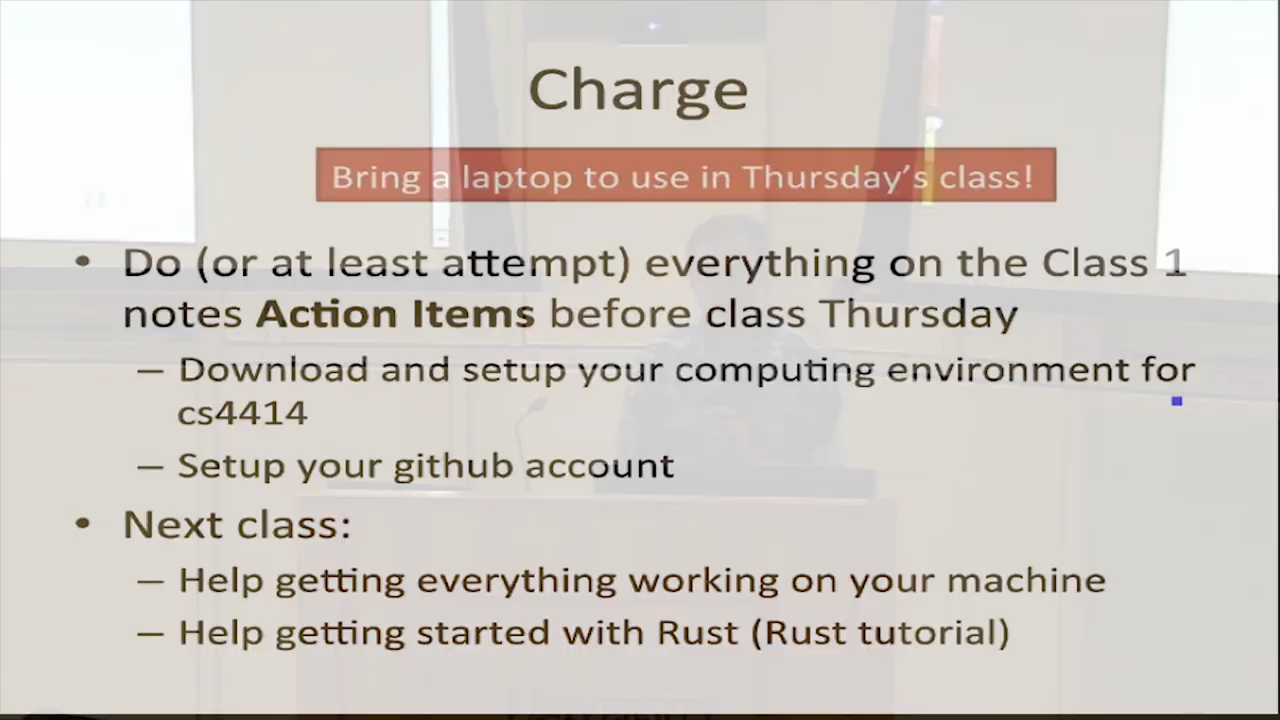 Charge
Bring a laptop to use in Thursday's class!
• Do (or at least attempt) everything on the Class 1
notes Action Items before class Thursday
– Download and setup your computing environment for
cs4414
– Setup your github account
• Next class:
– Help getting everything working on your machine
– Help getting started with Rust (Rust tutorial)
UNIVERSITY